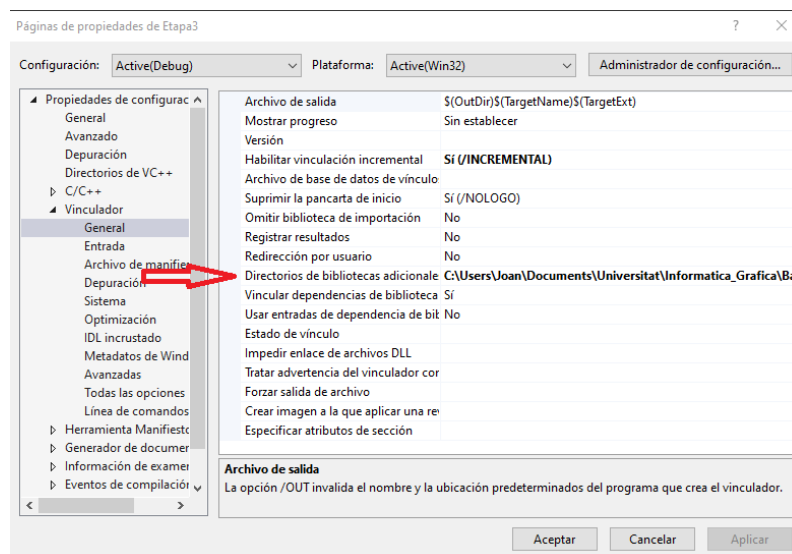 Páginas de propiedades de Etapa3 ? ×
Configuración: Active(Debug) Plataforma: Active(Win32) Administrador de configuración...
Propiedades de configurac
General
Avanzado
Depuración
Directorios de VC++
C/C++
Vinculador
General
Entrada
Archivo de manifie
Depuración
Sistema
Optimización
IDL incrustado
Metadatos de Wind
Avanzadas
Todas las opciones
Línea de comandos
Herramienta Manifiesto
Generador de documer
Información de examer
Eventos de compilación
Archivo de salida $(OutDir)$(TargetName)$(TargetExt)
Mostrar progreso Sin establecer
Versión
Habilitar vinculación incremental Sí (/INCREMENTAL)
Archivo de base de datos de vínculo
Suprimir la pancarta de inicio Sí (/NOLOGO)
Omitir biblioteca de importación No
Registrar resultados No
Redirección por usuario No
Directorios de bibliotecas adicionale C:\Users\Joan\Documents\Universitat\Informatica_Grafica\Ba
Vincular dependencias de biblioteca Sí
Usar entradas de dependencia de bib No
Estado de vínculo
Impedir enlace de archivos DLL
Tratar advertencia del vinculador cor
Forzar salida de archivo
Crear imagen a la que aplicar una rev
Especificar atributos de sección
Archivo de salida
La opción /OUT invalida el nombre y la ubicación predeterminados del programa que crea el vinculador.
Aceptar Cancelar Aplicar